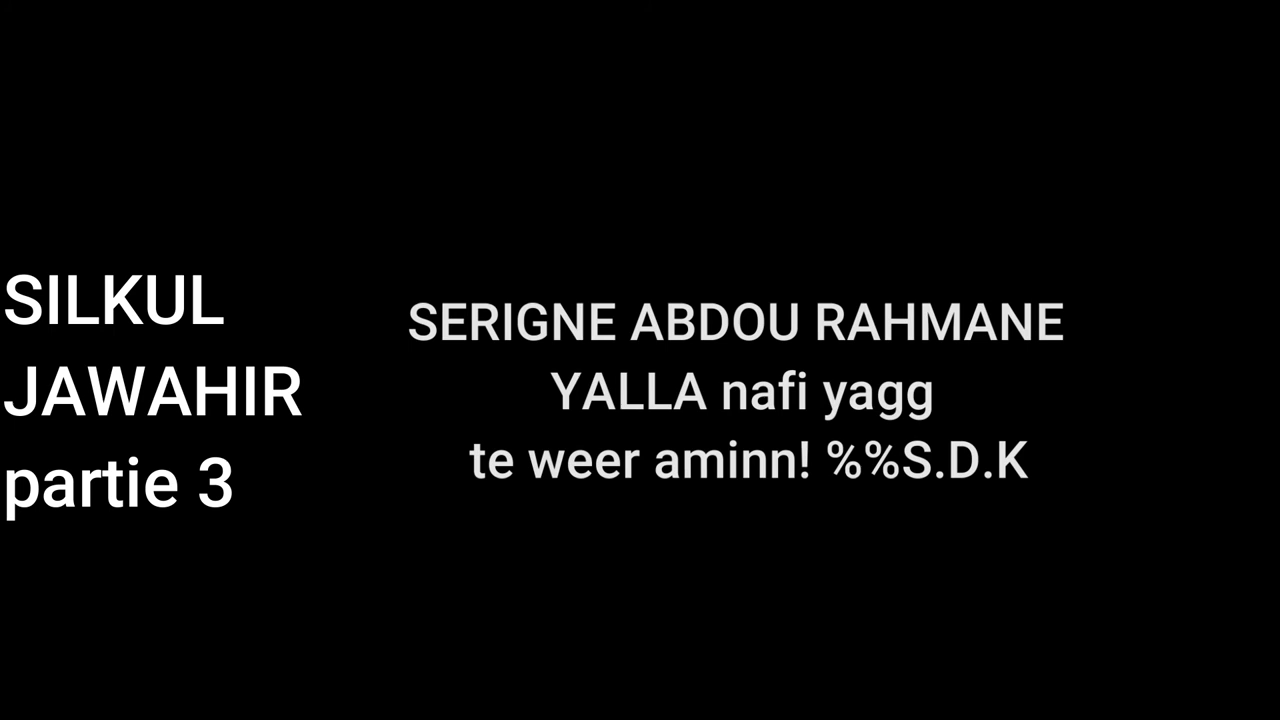 SILKUL
JAWAHIR
partie 3
SERIGNE ABDOU RAHMANE
YALLA nafi yagg
te weer aminn! %%S.D.K